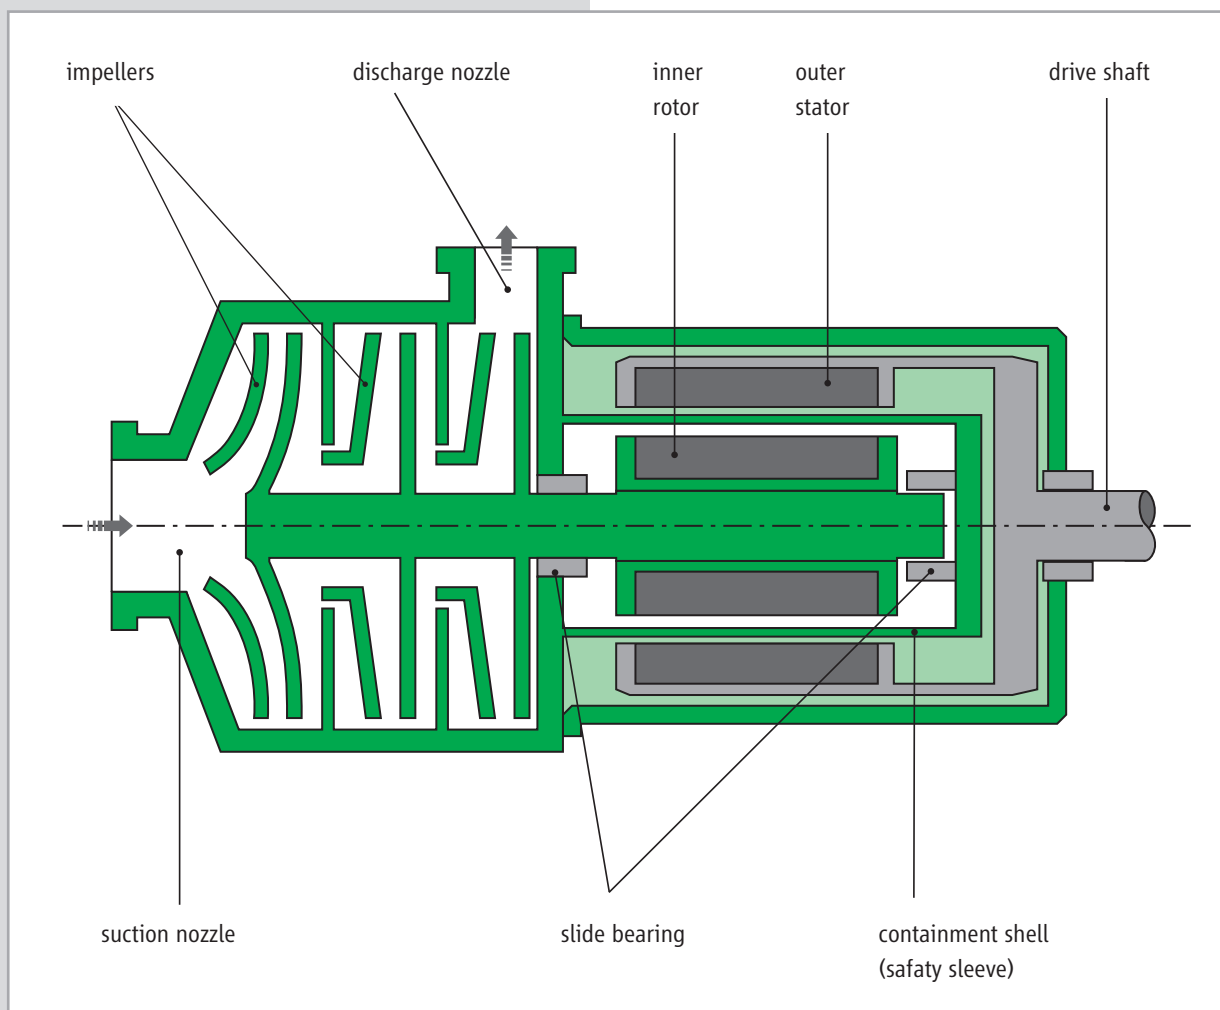 impellers
discharge nozzle
inner
rotor
outer
stator
drive shaft
suction nozzle
slide bearing
containment shell
(safaty sleeve)